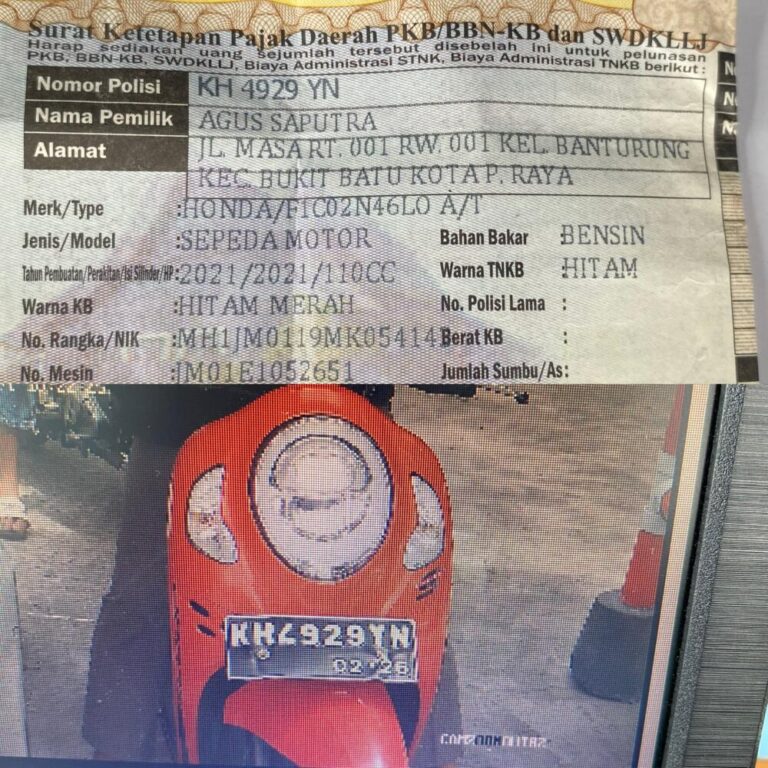 Surat Ketetapan Pajak Daerah PKB/BBN-KB dan SWDKLLJ
Harap sediakan uang sejumlah tersebut disebelah ini untuk pelunasan
PKB, BBN-KB, SWDKLLJ, Biaya Administrasi STNK, Biaya Administrasi TNKB berikut :
Nomor Polisi KH 4929 YN
Nama Pemilik AGUS SAPUTRA
Alamat JL. MASA RT. 001 RW. 001 KEL. BANTURUNG
KEC. BUKIT BATU KOTA P. RAYA
Merk/Type :HONDA/F1C02N46LO A/T
Jenis/Model :SEPEDA MOTOR Bahan Bakar :BENSIN
Tahun Pembuatan/Perakitan/Isi Silinder/HP :2021/2021/110CC Warna TNKB :HITAM
Warna KB :HITAM MERAH No. Polisi Lama :
No. Rangka/NIK :MH1JM0119MK05414 Berat KB :
No. Mesin :JM01E1052651 Jumlah Sumbu/As:
KH4929YN
02·26